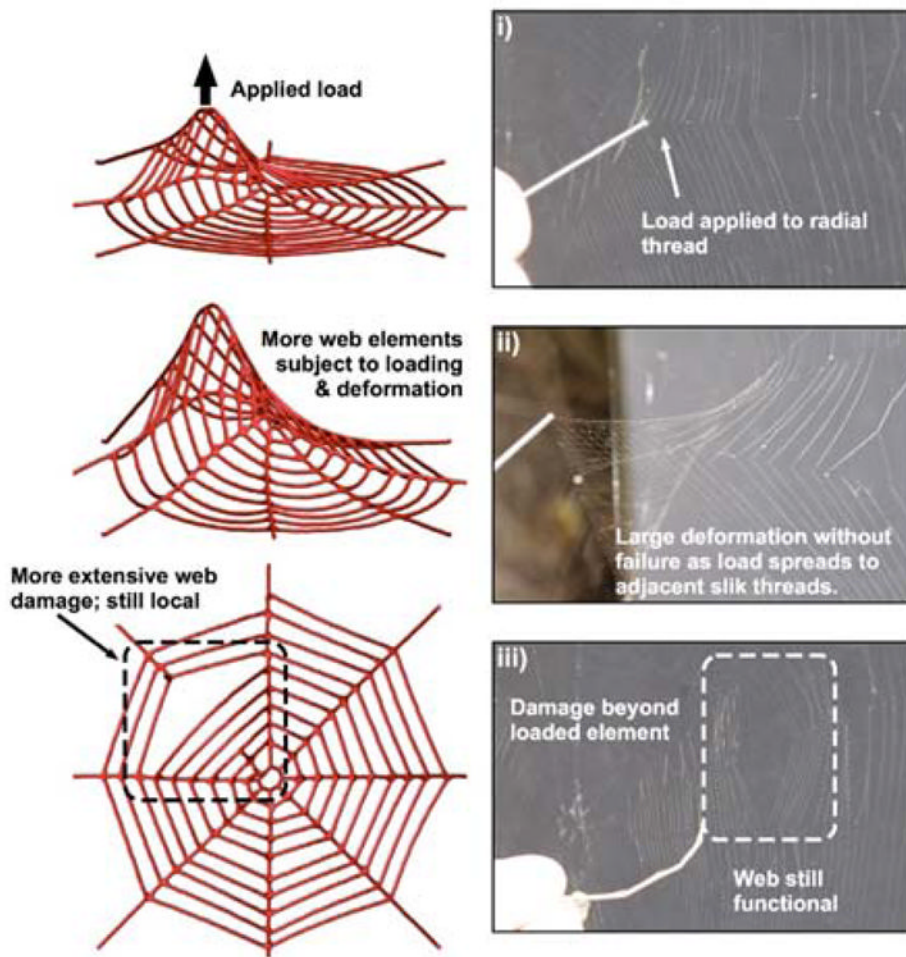 Applied load
More web elements
subject to loading
& deformation
More extensive web
damage; still local
i)
Load applied to radial
thread
ii)
Large deformation without
failure as load spreads to
adjacent slik threads.
iii)
Damage beyond
loaded element
Web still
functional